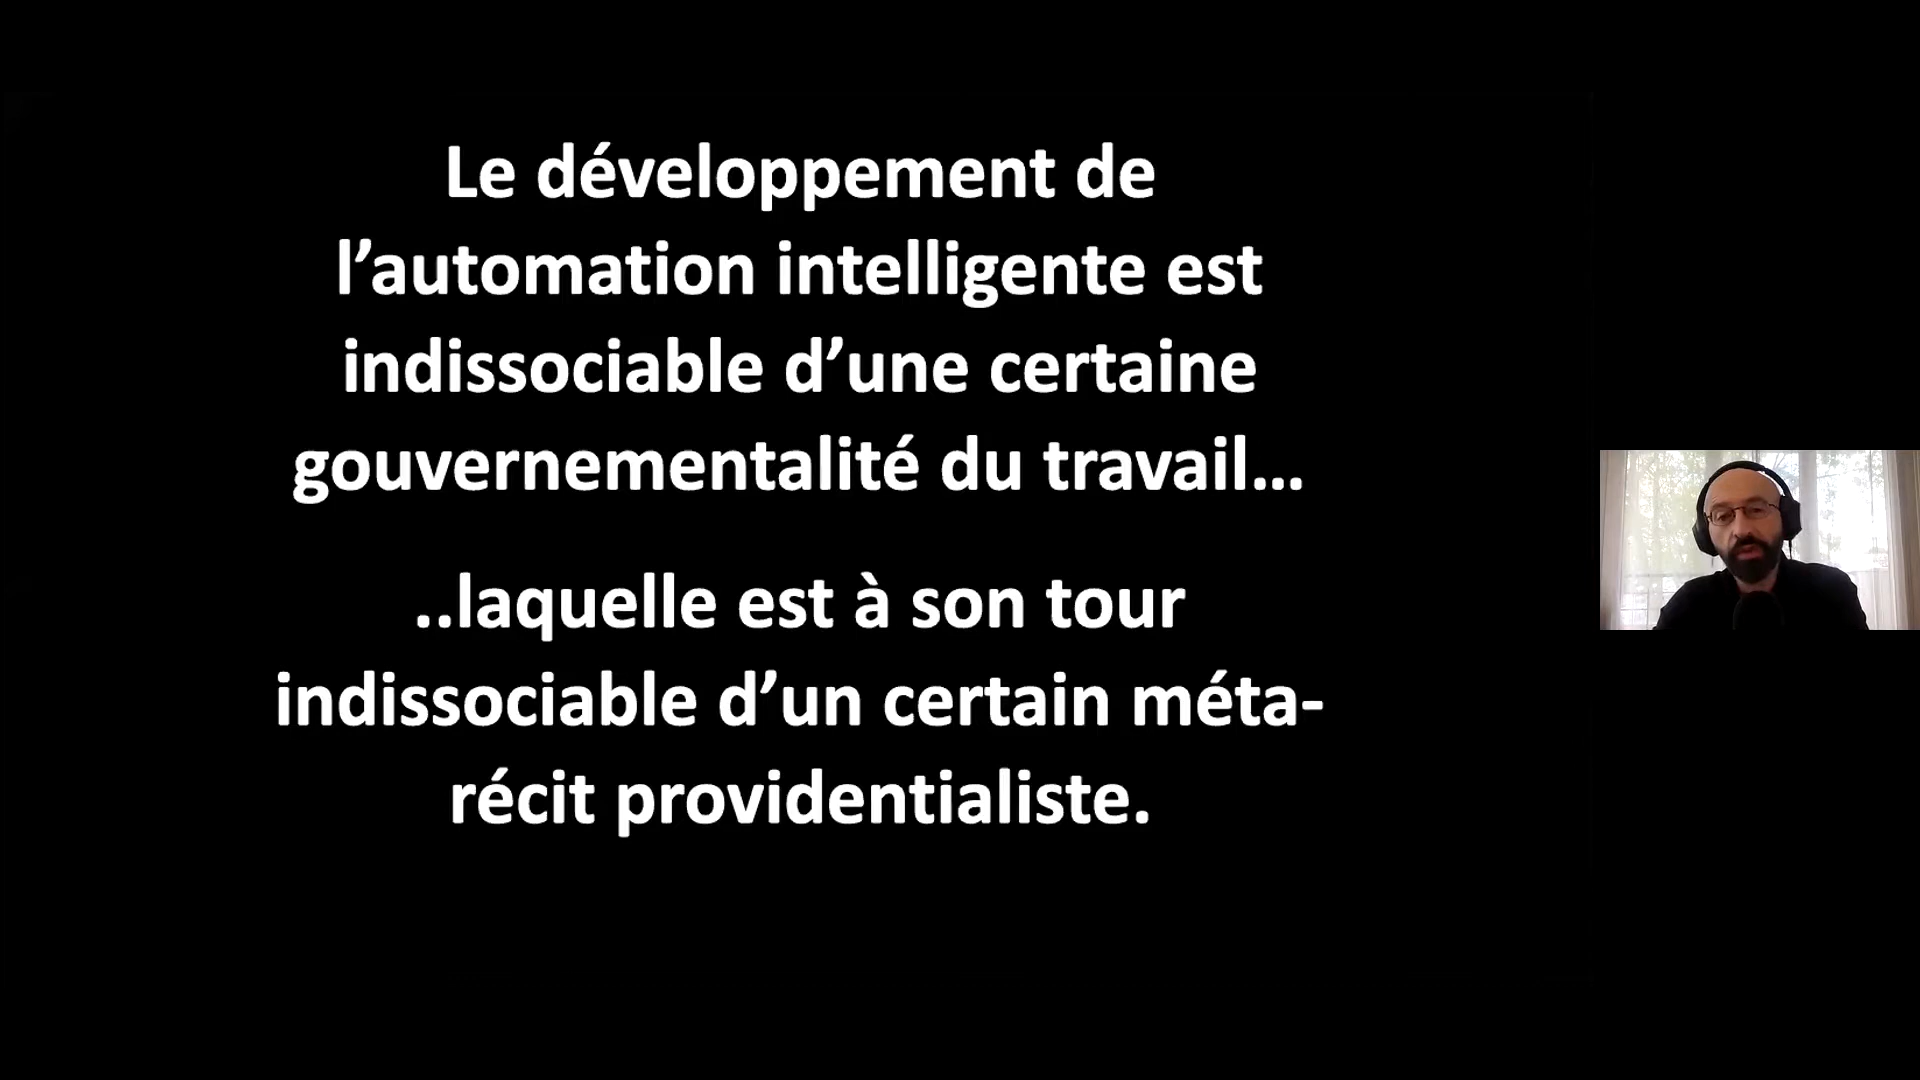 Le développement de
l’automation intelligente est
indissociable d’une certaine
gouvernementalité du travail...
..laquelle est à son tour
indissociable d’un certain méta-
récit providentialiste.